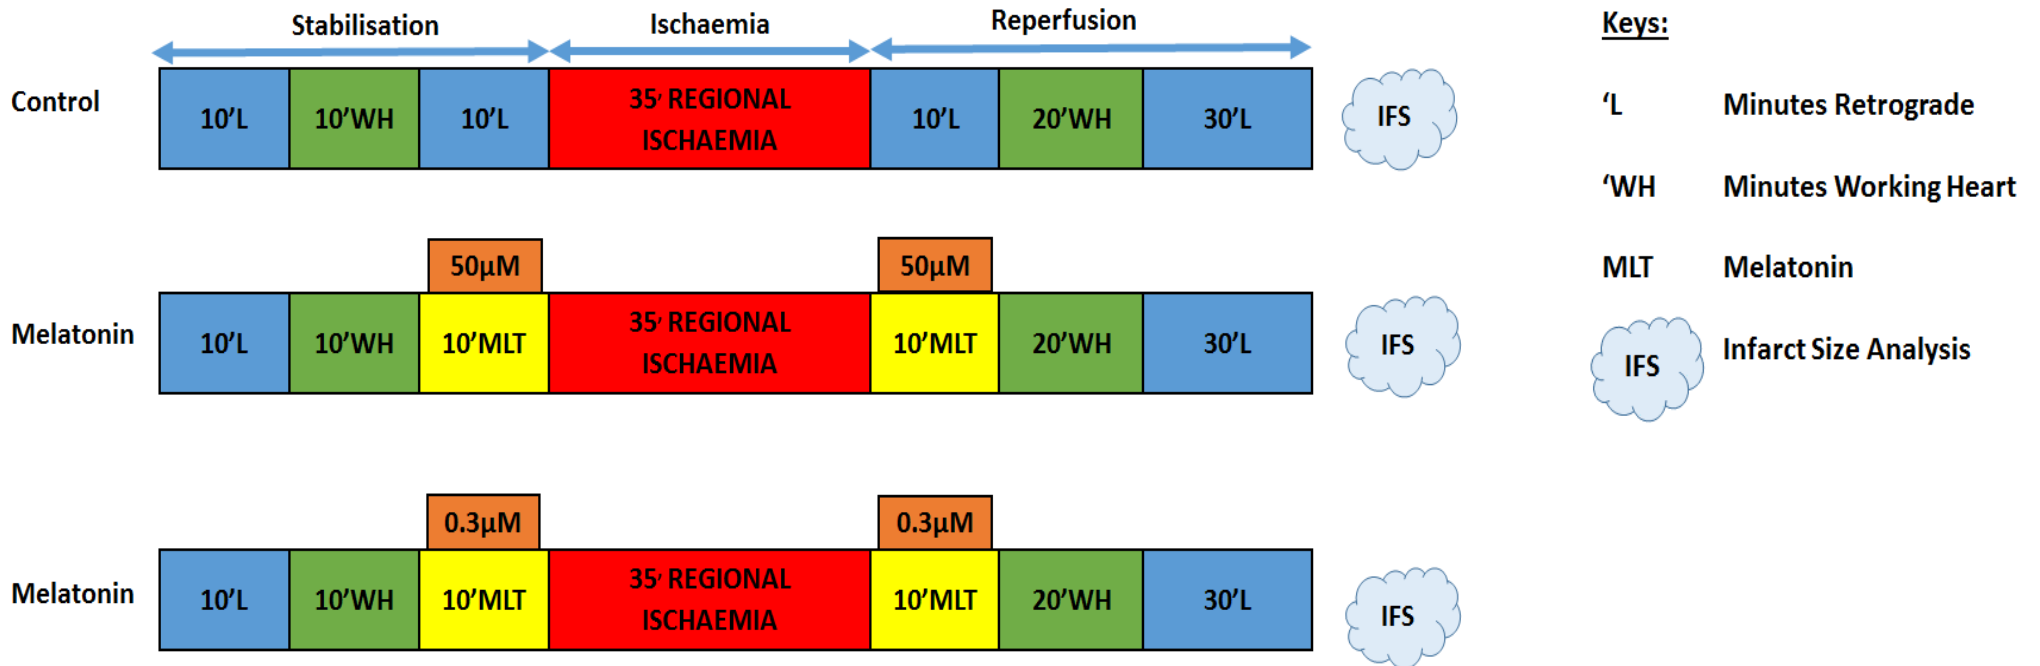 Stabilisation Ischaemia Reperfusion
Keys:
Control
10’L 10’WH 10’L 35’ REGIONAL ISCHAEMIA 10’L 20’WH 30’L IFS
‘L Minutes Retrograde
‘WH Minutes Working Heart
50µM 50µM
MLT Melatonin
Melatonin
10’L 10’WH 10’MLT 35’ REGIONAL ISCHAEMIA 10’MLT 20’WH 30’L IFS
IFS Infarct Size Analysis
0.3µM 0.3µM
Melatonin
10’L 10’WH 10’MLT 35’ REGIONAL ISCHAEMIA 10’MLT 20’WH 30’L IFS